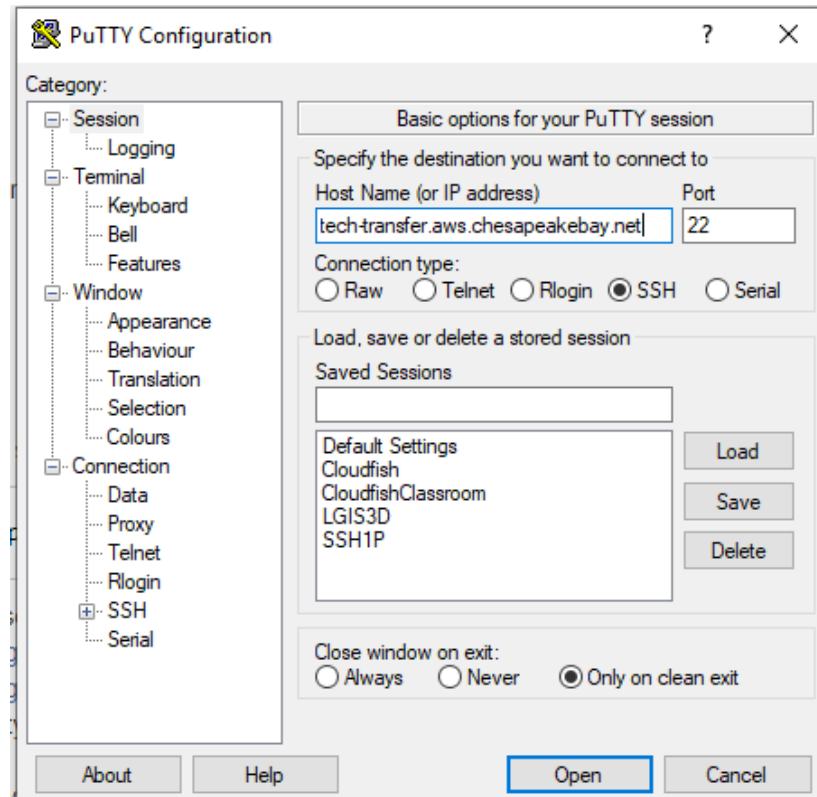 PuTTY Configuration
?
Category:
Session
Logging
Terminal
Keyboard
Bell
Features
Window
Appearance
Behaviour
Translation
Selection
Colours
Connection
Data
Proxy
Telnet
Rlogin
SSH
Serial
Basic options for your PuTTY session
Specify the destination you want to connect to
Host Name (or IP address) Port
tech-transfer.aws.chesapeakebay.net 22
Connection type:
Raw Telnet Rlogin SSH Serial
Load, save or delete a stored session
Saved Sessions
Default Settings
Cloudfish
CloudfishClassroom
LGIS3D
SSH1P
Load
Save
Delete
Close window on exit:
Always Never Only on clean exit
About Help Open Cancel